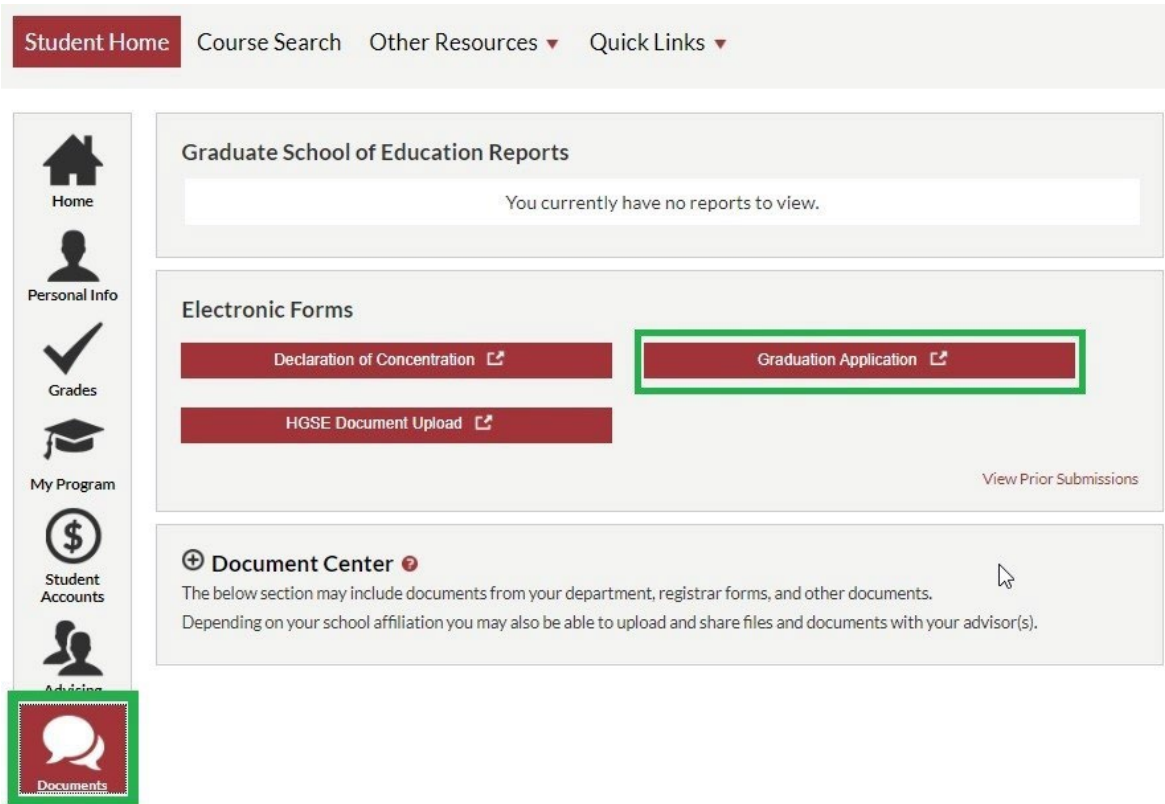 Student Home Course Search Other Resources Quick Links
Home
Personal Info
Grades
My Program
Student
Accounts
Advising
Documents
Graduate School of Education Reports
You currently have no reports to view.
Electronic Forms
Declaration of Concentration Graduation Application
HGSE Document Upload
View Prior Submissions
Document Center ?
The below section may include documents from your department, registrar forms, and other documents.
Depending on your school affiliation you may also be able to upload and share files and documents with your advisor(s).